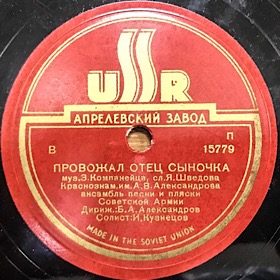 USSR
АПРЕЛЕВСКИЙ ЗАВОД
В П 15779
ПРОВОЖАЛ ОТЕЦ СЫНОЧКА
муз. З. Компанейца, сл. Я. Шведова
Краснознам. им. А. В. Александрова
ансамбль песни и пляски
Советской Армии
Дириж.: Б. А. Александров
Солист: И. Кузнецов
MADE IN THE SOVIET UNION